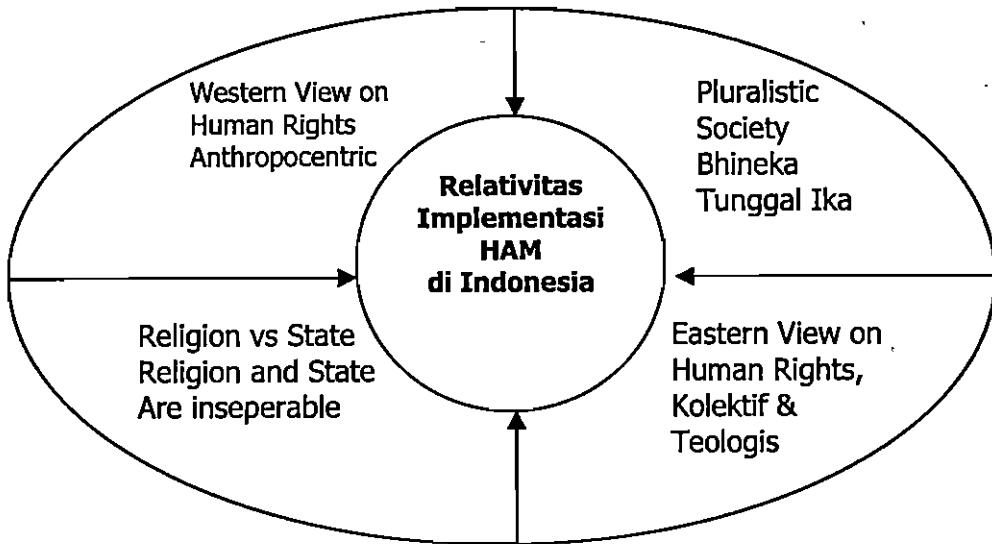 Western View on
Human Rights
Anthropocentric
Pluralistic
Society
Bhineka
Tunggal Ika
Relativitas
Implementasi
HAM
di Indonesia
Religion vs State
Religion and State
Are inseperable
Eastern View on
Human Rights,
Kolektif &
Teologis